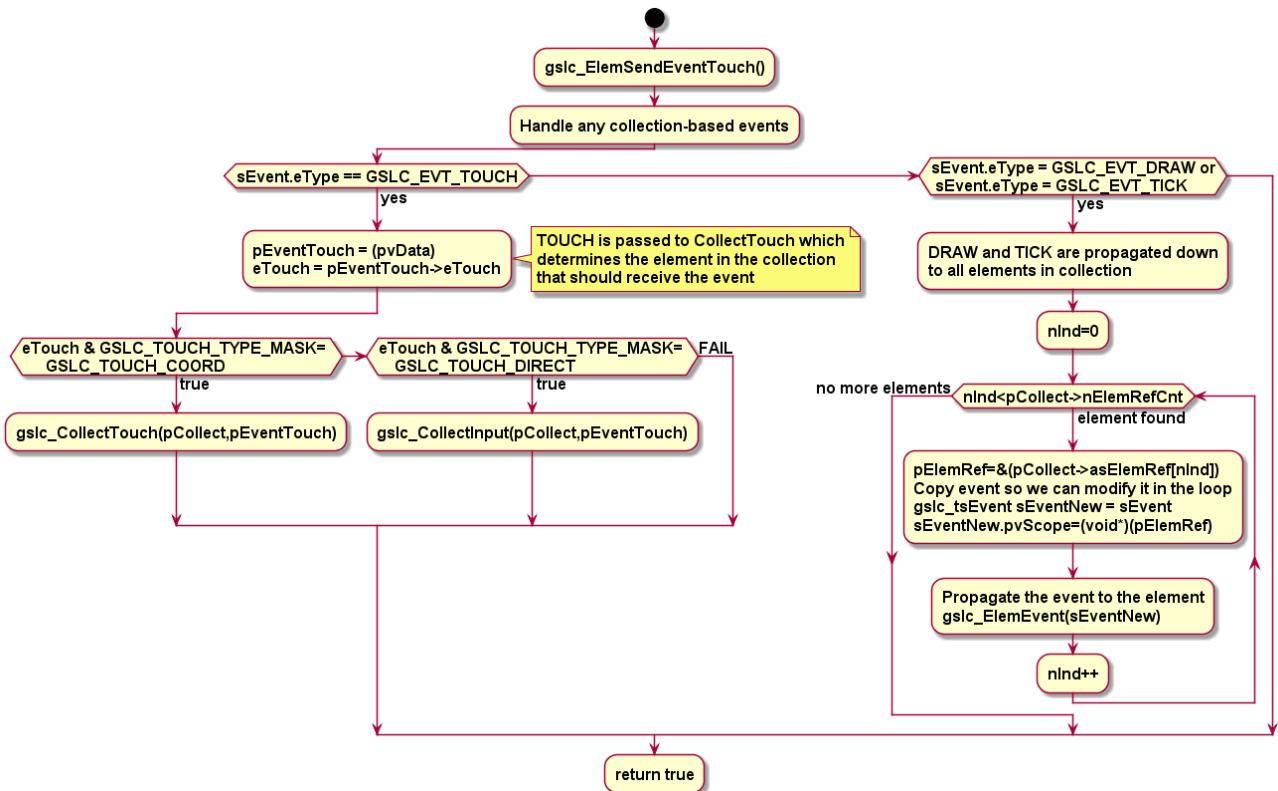 gslc_ElemSendEventTouch()
Handle any collection-based events
sEvent.eType == GSLC_EVT_TOUCH
yes
pEventTouch = (pvData)
eTouch = pEventTouch->eTouch
TOUCH is passed to CollectTouch which
determines the element in the collection
that should receive the event
eTouch & GSLC_TOUCH_TYPE_MASK=
GSLC_TOUCH_COORD
true
gslc_CollectTouch(pCollect,pEventTouch)
eTouch & GSLC_TOUCH_TYPE_MASK=
GSLC_TOUCH_DIRECT
FAIL
true
gslc_CollectInput(pCollect,pEventTouch)
sEvent.eType = GSLC_EVT_DRAW or
sEvent.eType = GSLC_EVT_TICK
yes
DRAW and TICK are propagated down
to all elements in collection
nInd=0
no more elements
nInd<pCollect->nElemRefCnt
element found
pElemRef=&(pCollect->asElemRef[nInd])
Copy event so we can modify it in the loop
gslc_tsEvent sEventNew = sEvent
sEventNew.pvScope=(void*)(pElemRef)
Propagate the event to the element
gslc_ElemEvent(sEventNew)
nInd++
return true